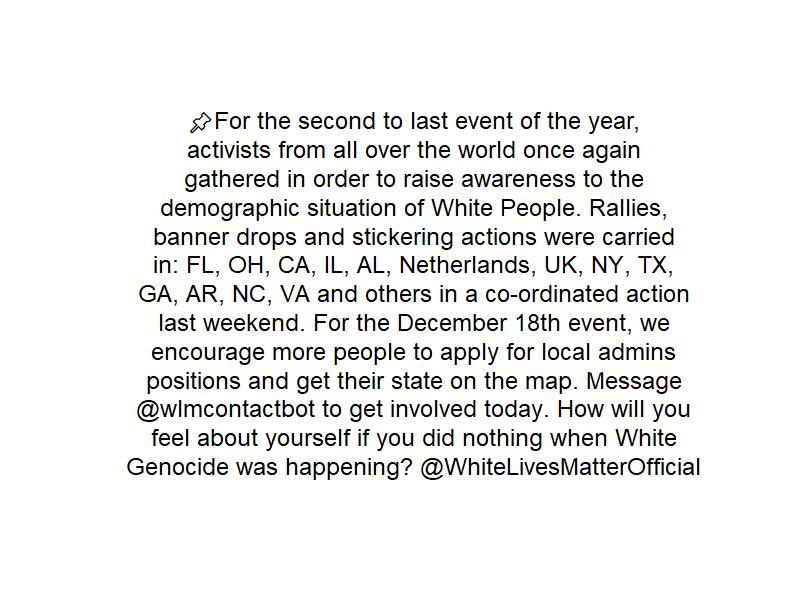 📌For the second to last event of the year,
activists from all over the world once again
gathered in order to raise awareness to the
demographic situation of White People. Rallies,
banner drops and stickering actions were carried
in: FL, OH, CA, IL, AL, Netherlands, UK, NY, TX,
GA, AR, NC, VA and others in a co-ordinated action
last weekend. For the December 18th event, we
encourage more people to apply for local admins
positions and get their state on the map. Message
@wlmcontactbot to get involved today. How will you
feel about yourself if you did nothing when White
Genocide was happening? @WhiteLivesMatterOfficial